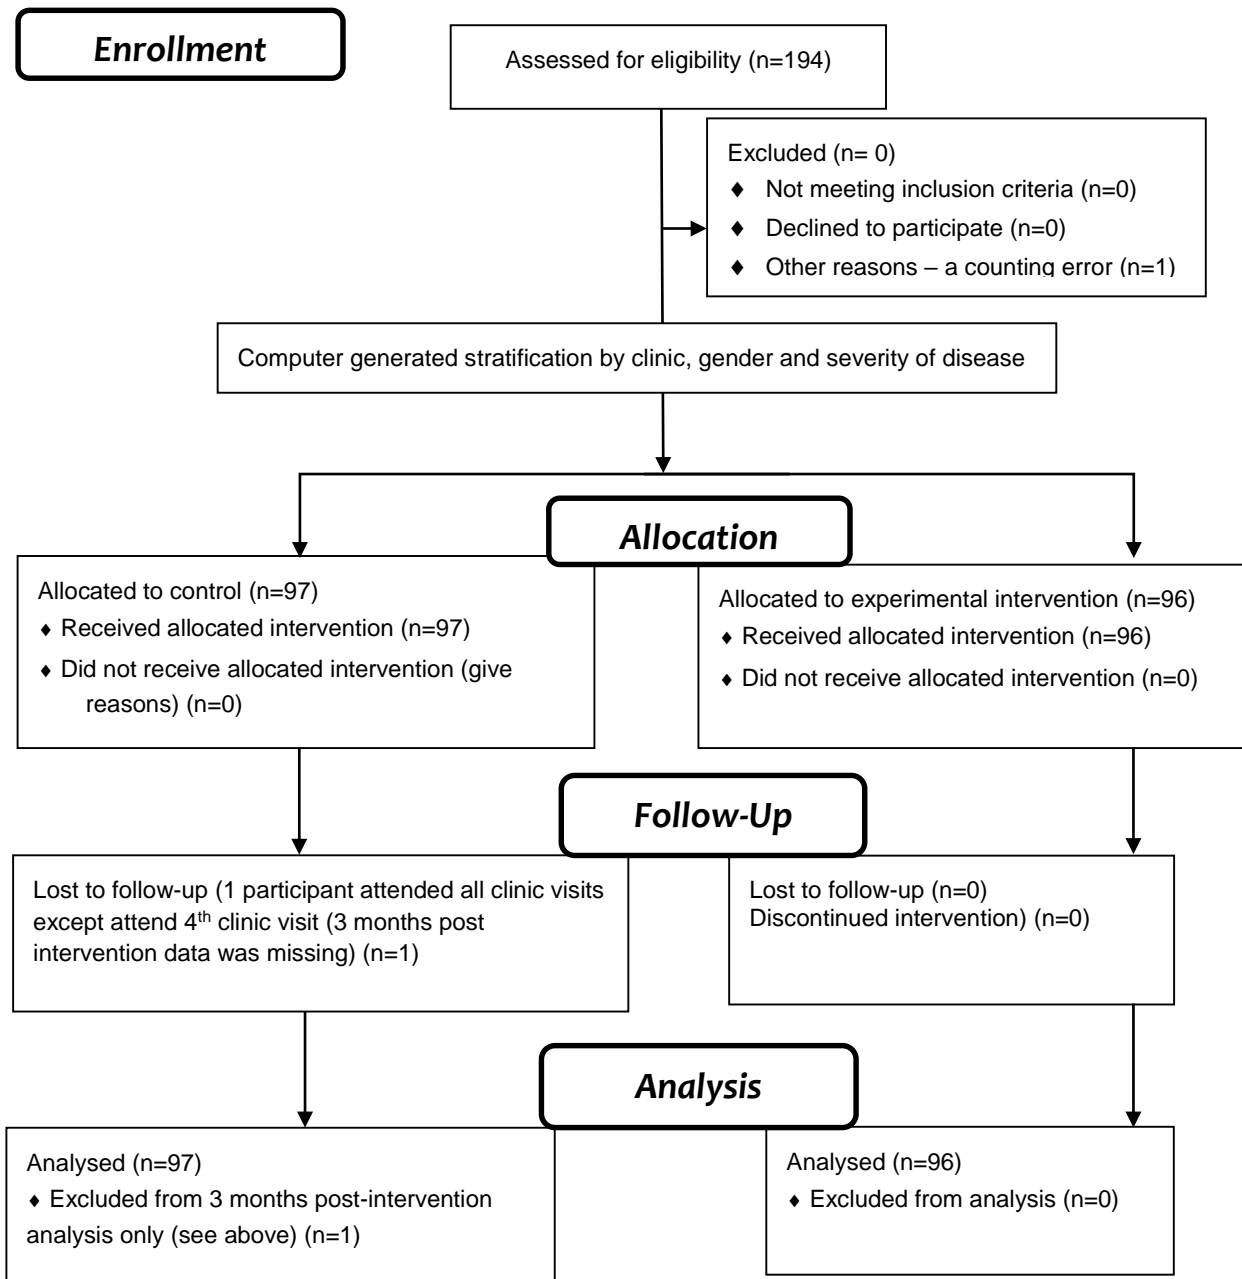 Enrollment
Assessed for eligibility (n=194)
Excluded (n= 0)
♦ Not meeting inclusion criteria (n=0)
♦ Declined to participate (n=0)
♦ Other reasons – a counting error (n=1)
Computer generated stratification by clinic, gender and severity of disease
Allocation
Allocated to control (n=97)
♦ Received allocated intervention (n=97)
♦ Did not receive allocated intervention (give
reasons) (n=0)
Allocated to experimental intervention (n=96)
♦ Received allocated intervention (n=96)
♦ Did not receive allocated intervention (n=0)
Follow-Up
Lost to follow-up (1 participant attended all clinic visits
except attend 4th clinic visit (3 months post
intervention data was missing) (n=1)
Lost to follow-up (n=0)
Discontinued intervention) (n=0)
Analysis
Analysed (n=97)
♦ Excluded from 3 months post-intervention
analysis only (see above) (n=1)
Analysed (n=96)
♦ Excluded from analysis (n=0)